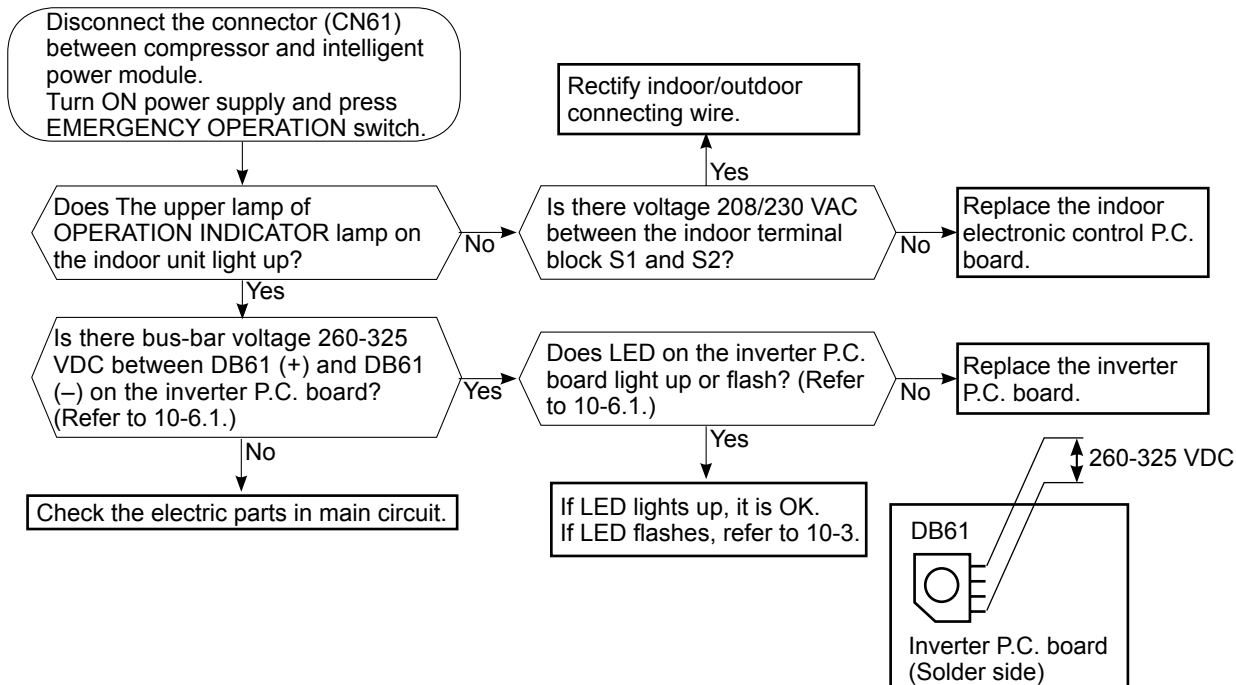 Disconnect the connector (CN61)
between compressor and intelligent
power module.
Turn ON power supply and press
EMERGENCY OPERATION switch.
Rectify indoor/outdoor
connecting wire.
Yes
Does The upper lamp of
OPERATION INDICATOR lamp on
the indoor unit light up?
No
Is there voltage 208/230 VAC
between the indoor terminal
block S1 and S2?
No
Replace the indoor
electronic control P.C.
board.
Yes
Is there bus-bar voltage 260-325
VDC between DB61 (+) and DB61
(–) on the inverter P.C. board?
(Refer to 10-6.1.)
Yes
Does LED on the inverter P.C.
board light up or flash? (Refer
to 10-6.1.)
No
Replace the inverter
P.C. board.
No
Yes
Check the electric parts in main circuit.
If LED lights up, it is OK.
If LED flashes, refer to 10-3.
260-325 VDC
DB61
Inverter P.C. board
(Solder side)